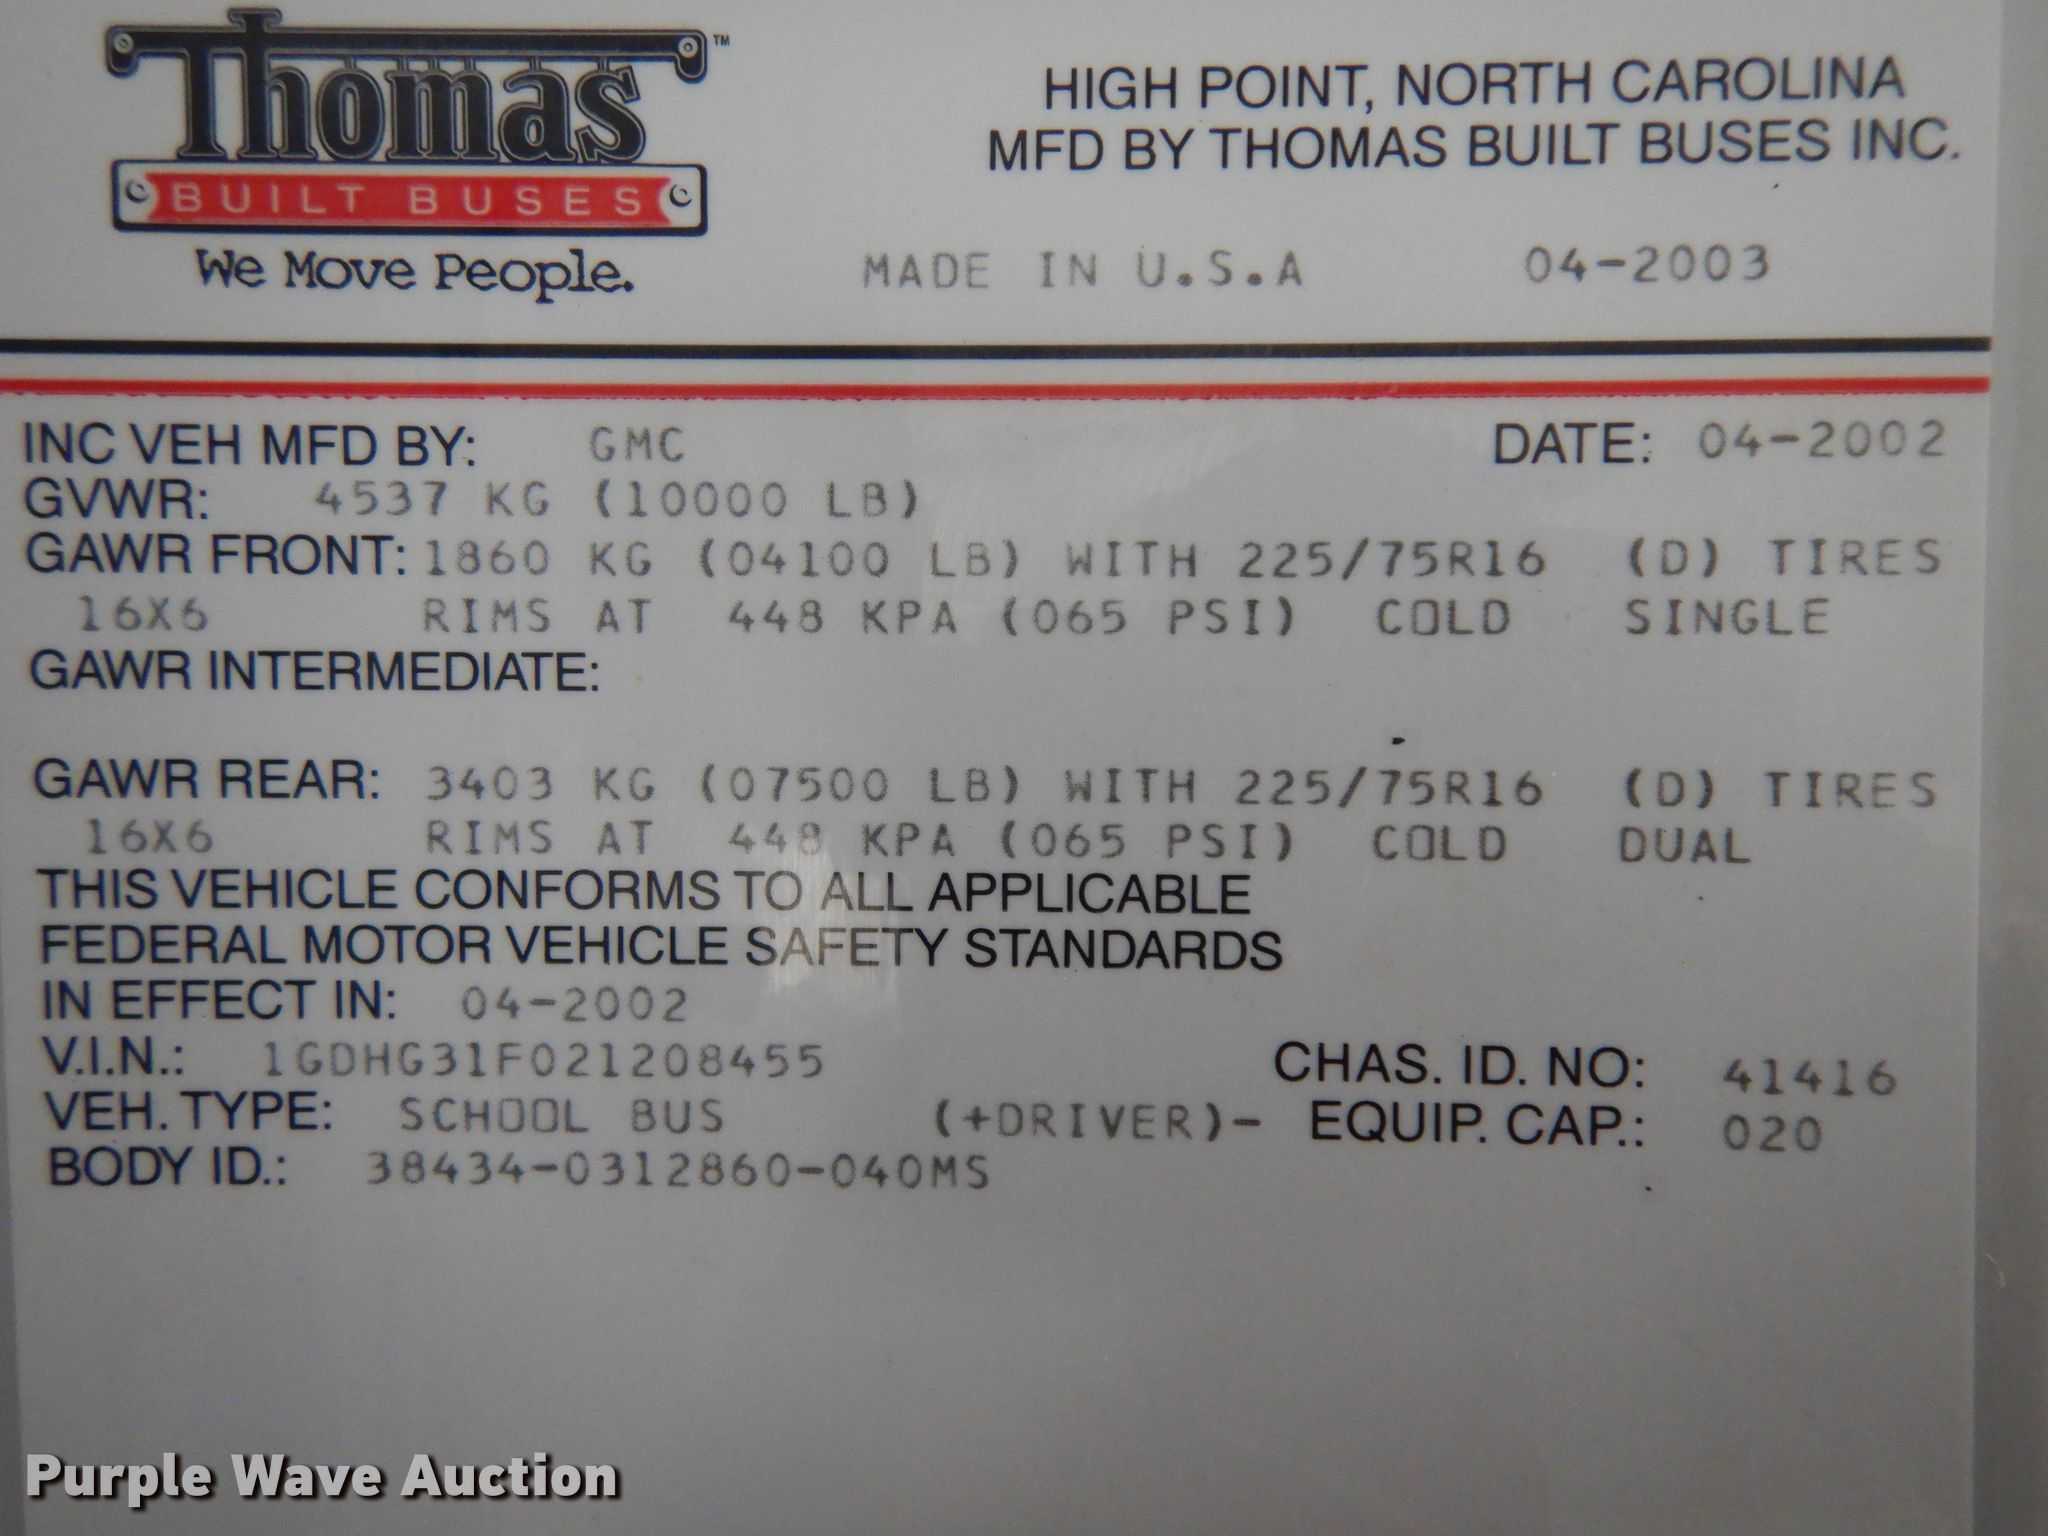 Thomas™
BUILT BUSES
We Move People.
HIGH POINT, NORTH CAROLINA
MFD BY THOMAS BUILT BUSES INC.
MADE IN U.S.A 04-2003
INC VEH MFD BY: GMC DATE: 04-2002
GVWR: 4537 KG (10000 LB)
GAWR FRONT: 1860 KG (04100 LB) WITH 225/75R16 (D) TIRES
16X6 RIMS AT 448 KPA (065 PSI) COLD SINGLE
GAWR INTERMEDIATE:
GAWR REAR: 3403 KG (07500 LB) WITH 225/75R16 (D) TIRES
16X6 RIMS AT 448 KPA (065 PSI) COLD DUAL
THIS VEHICLE CONFORMS TO ALL APPLICABLE
FEDERAL MOTOR VEHICLE SAFETY STANDARDS
IN EFFECT IN: 04-2002
V.I.N.: 1GDHG31F021208455 CHAS. ID. NO: 41416
VEH. TYPE: SCHOOL BUS (+DRIVER)- EQUIP. CAP.: 020
BODY ID.: 38434-0312860-040MS
Purple Wave Auction